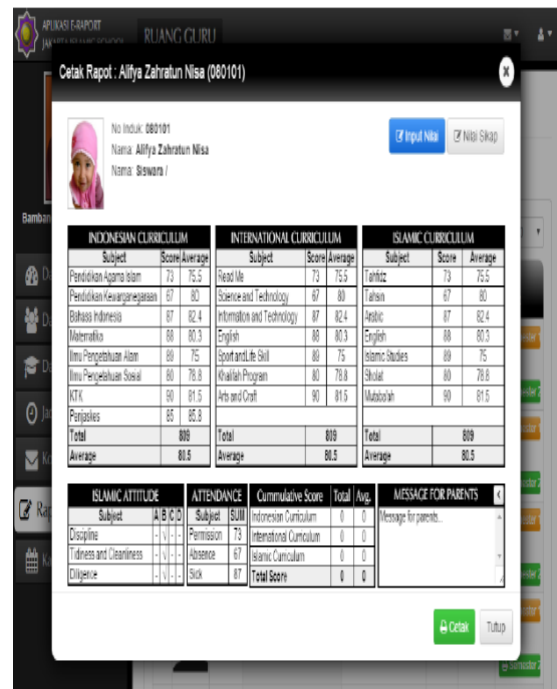 APLIKASI E-RAPORT
RUANG GURU
Cetak Rapot : Alifya Zahratun Nisa (080101)
X
No Induk: 080101
Nama: Alifya Zahratun Nisa
Nama: Siswara /
Input Nilai
Nilai Sikap
INDONESIAN CURRICULUM
Subject Score Average
Pendidikan Agama Islam 73 75.5
Pendidikan Kewarganegaraan 67 80
Bahasa Indonesia 87 82.4
Matematika 88 80.3
Ilmu Pengetahuan Alam 89 75
Ilmu Pengetahuan Sosial 80 78.8
KTK 90 81.5
Penjaskes 85 85.8
Total 809
Average 80.5
INTERNATIONAL CURRICULUM
Subject Score Average
Read Me 73 75.5
Science and Technology 67 80
Information and Technology 87 82.4
English 88 80.3
Sport and Life Skill 89 75
Khalifah Program 80 78.8
Arts and Craft 90 81.5
Total 809
Average 80.5
ISLAMIC CURRICULUM
Subject Score Average
Tahfidz 73 75.5
Tahsin 67 80
Arabic 87 82.4
English 88 80.3
Islamic Studies 89 75
Sholat 80 78.8
Mutaba'ah 90 81.5
Total 809
Average 80.5
ISLAMIC ATTITUDE
Subject A B C D
Discipline - √ - -
Tidiness and Cleanliness - √ - -
Diligence - √ - -
ATTENDANCE
Subject SUM
Permission 73
Absence 67
Sick 87
Cummulative Score Total Avg.
Indonesian Curriculum 0 0
International Curriculum 0 0
Islamic Curriculum 0 0
Total Score 0 0
MESSAGE FOR PARENTS
Message for parents...
Cetak
Tutup
Semester 2